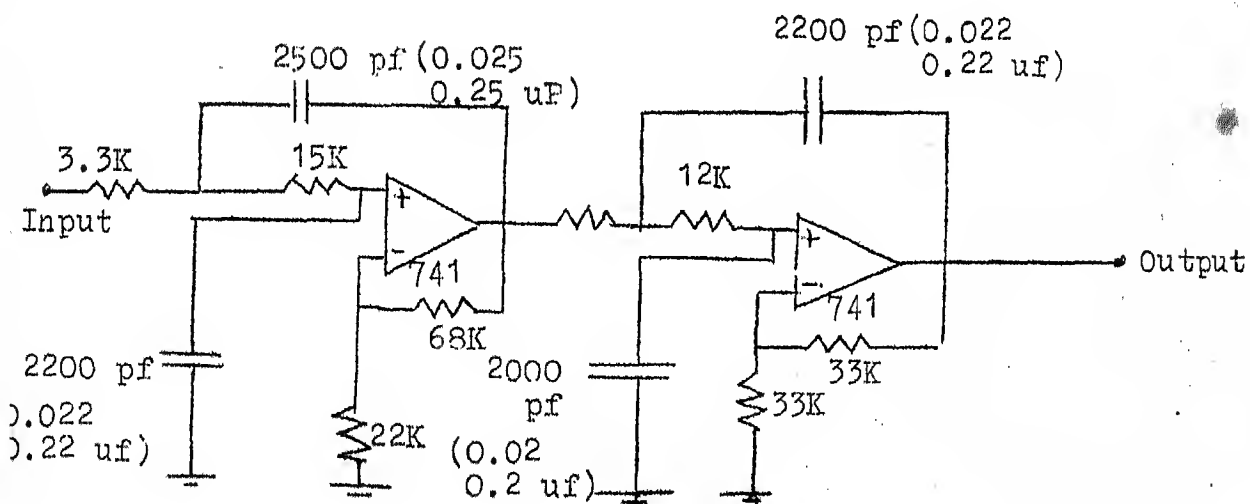 2500 pf(0.025
0.25 uF)
2200 pf(0.022
0.22 uf)
3.3K
15K
12K
Input
+
-
741
68K
+
-
741
Output
33K
2200 pf
0.022
0.22 uf)
22K
2000
pf
(0.02
0.2 uf)
33K